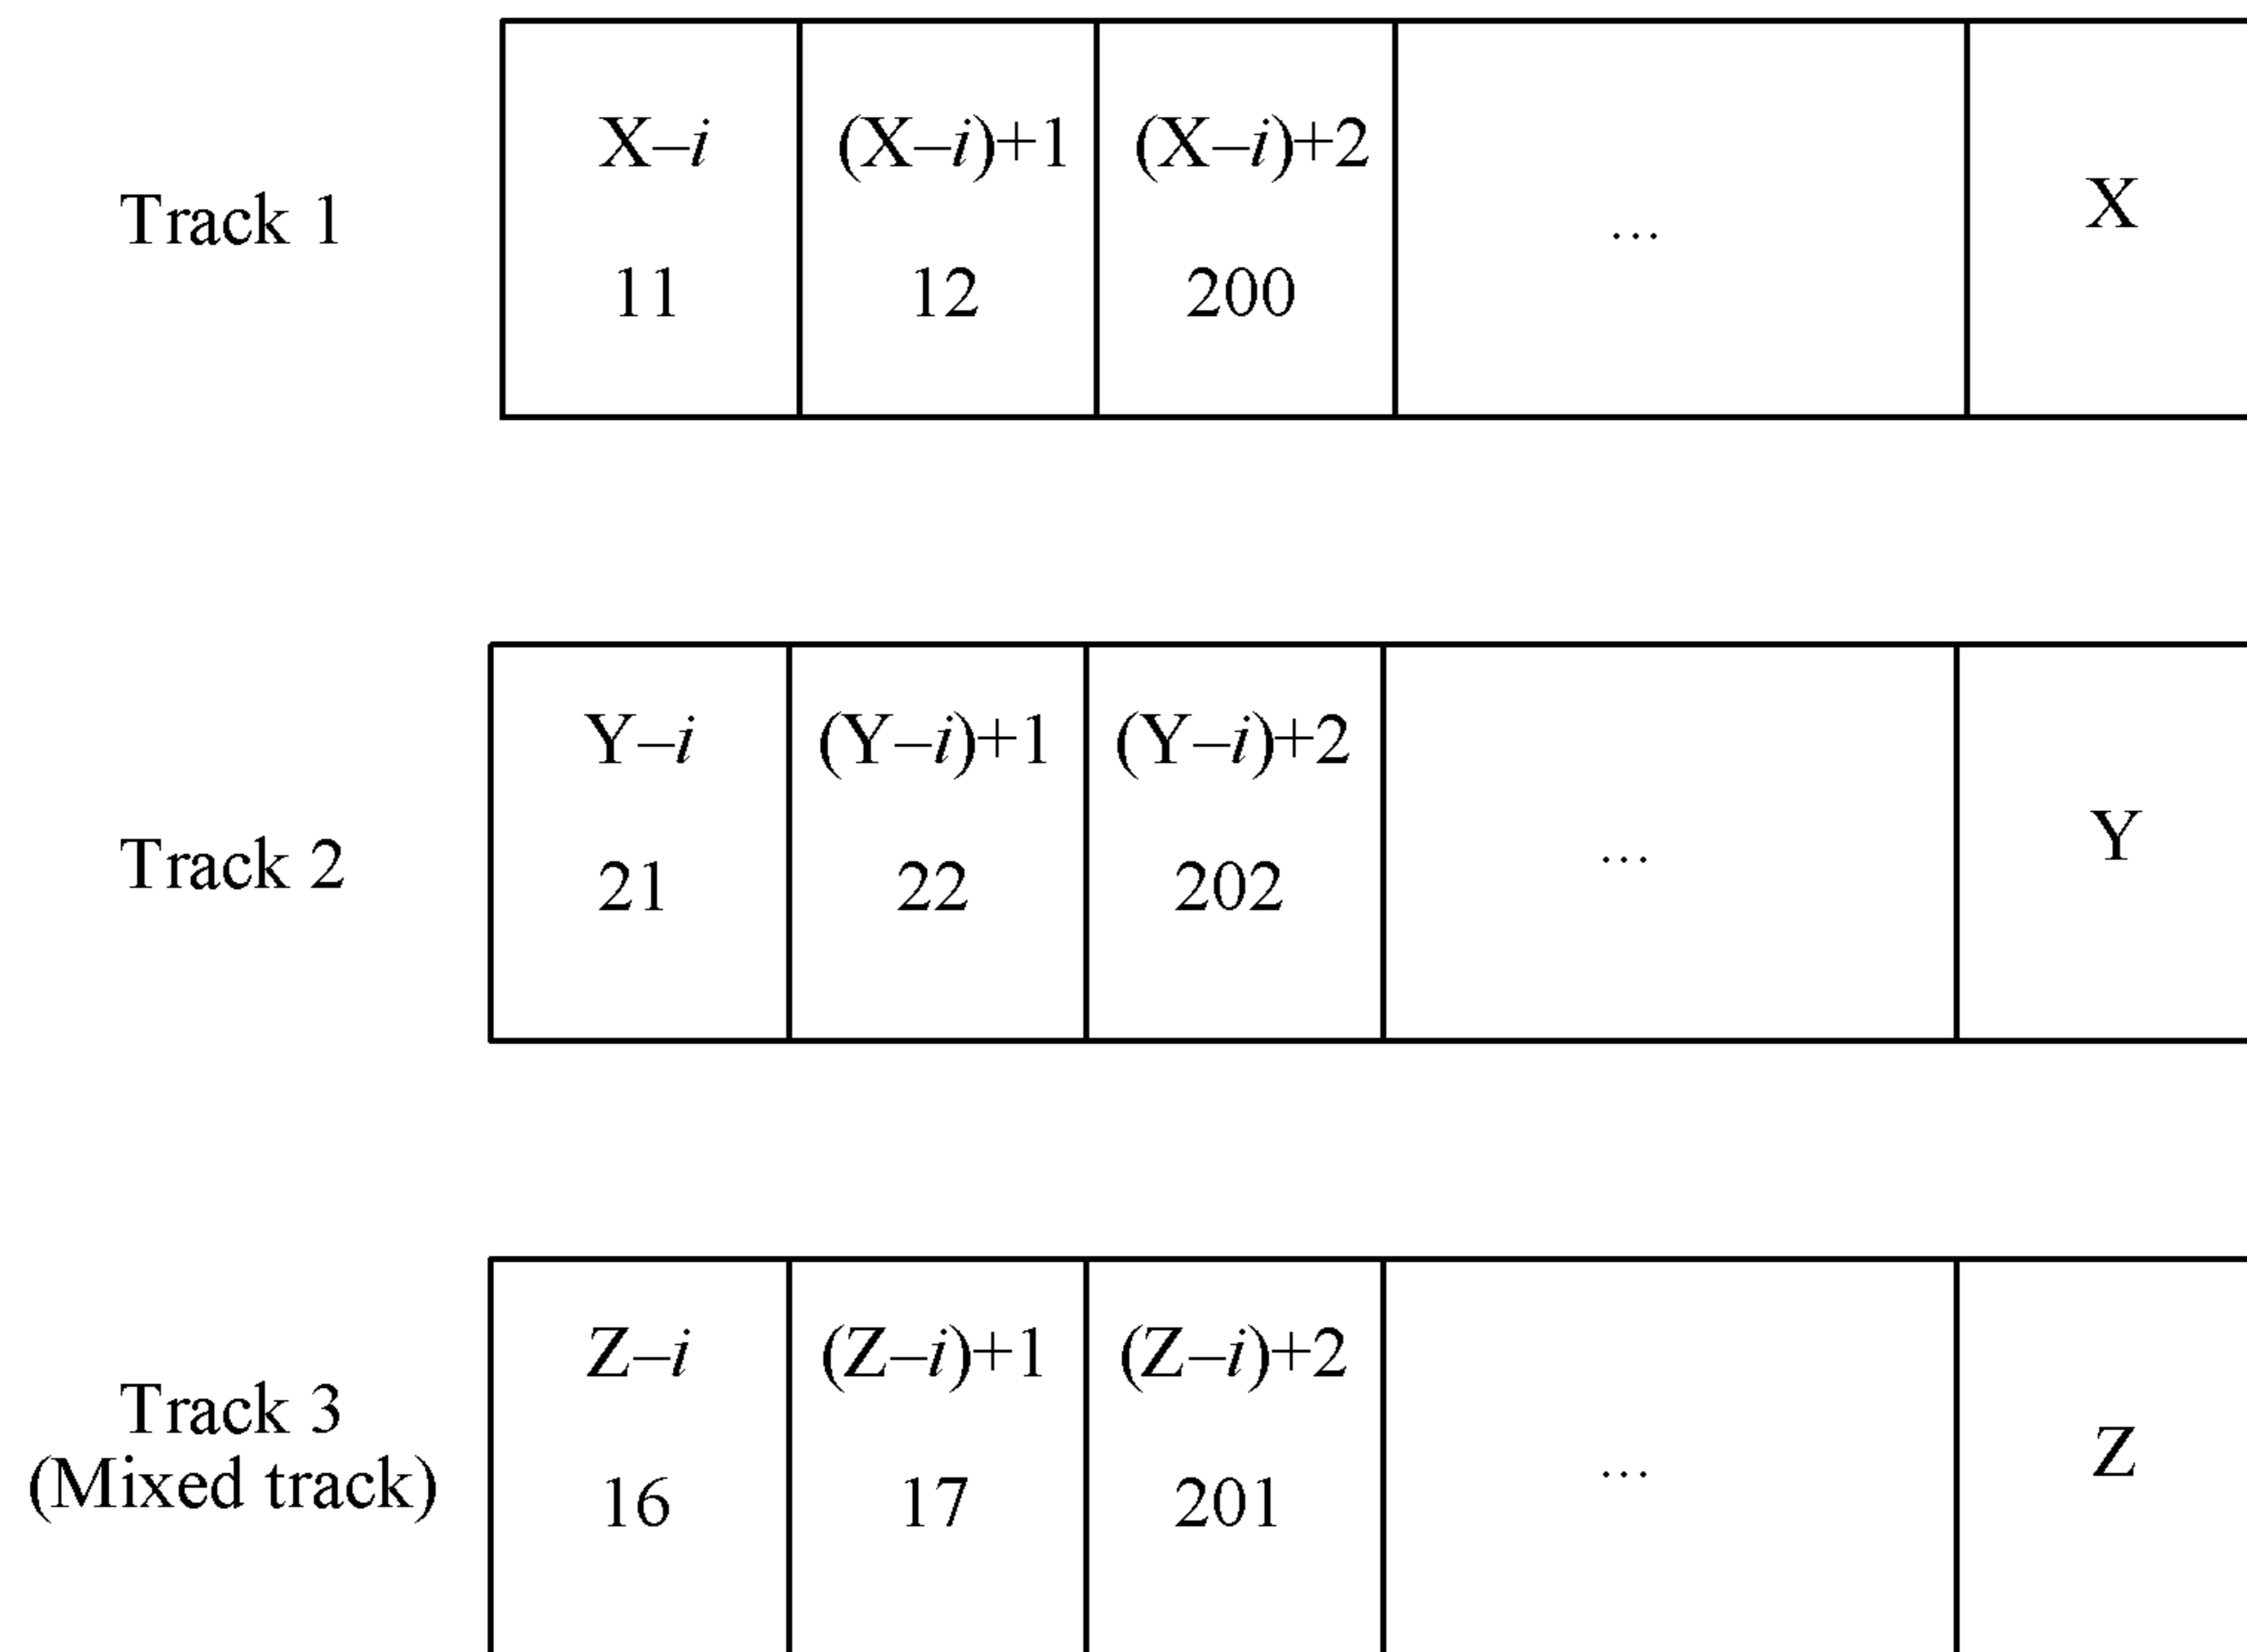 X–i (X–i)+1 (X–i)+2
Track 1 ... X
11 12 200
Y–i (Y–i)+1 (Y–i)+2
Track 2 ... Y
21 22 202
Z–i (Z–i)+1 (Z–i)+2
Track 3
(Mixed track) ... Z
16 17 201